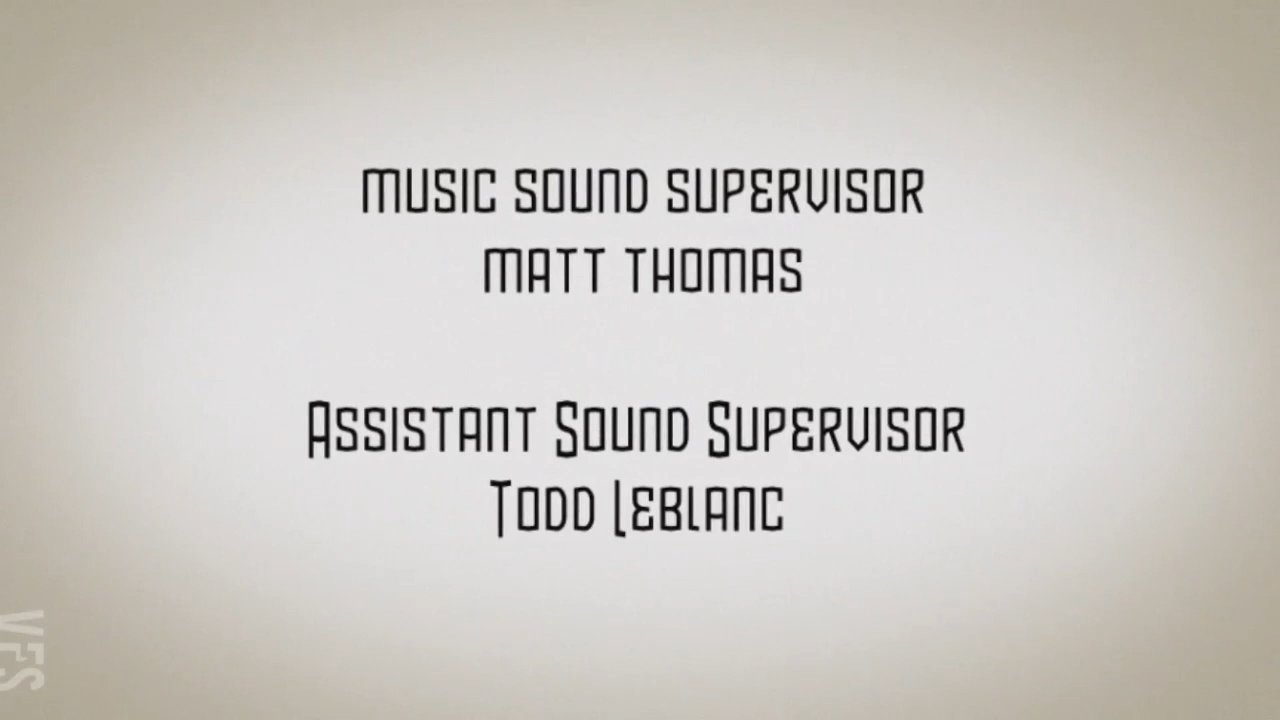 MUSIC SOUND SUPERVISOR
MATT THOMAS
Assistant Sound Supervisor
Todd Leblanc
VFS